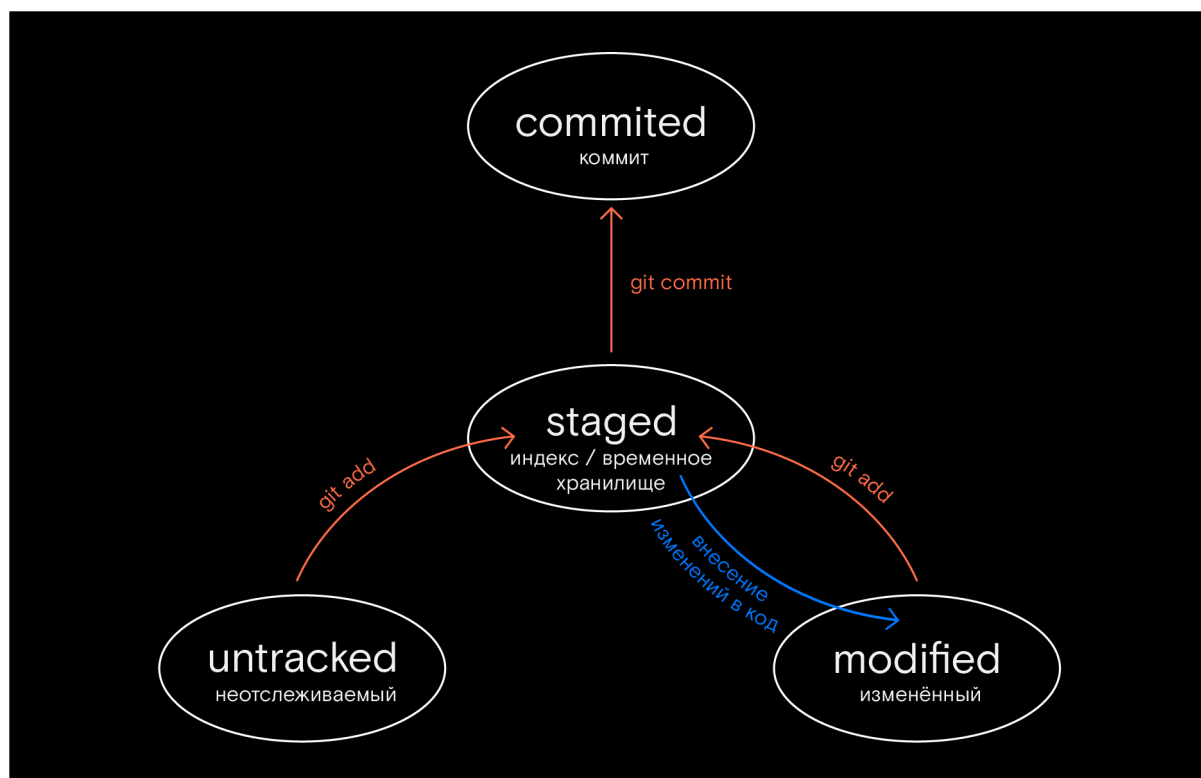 commited
коммит
git commit
staged
индекс / временное
хранилище
git add
git add
внесение
изменений в код
untracked
неотслеживаемый
modified
изменённый